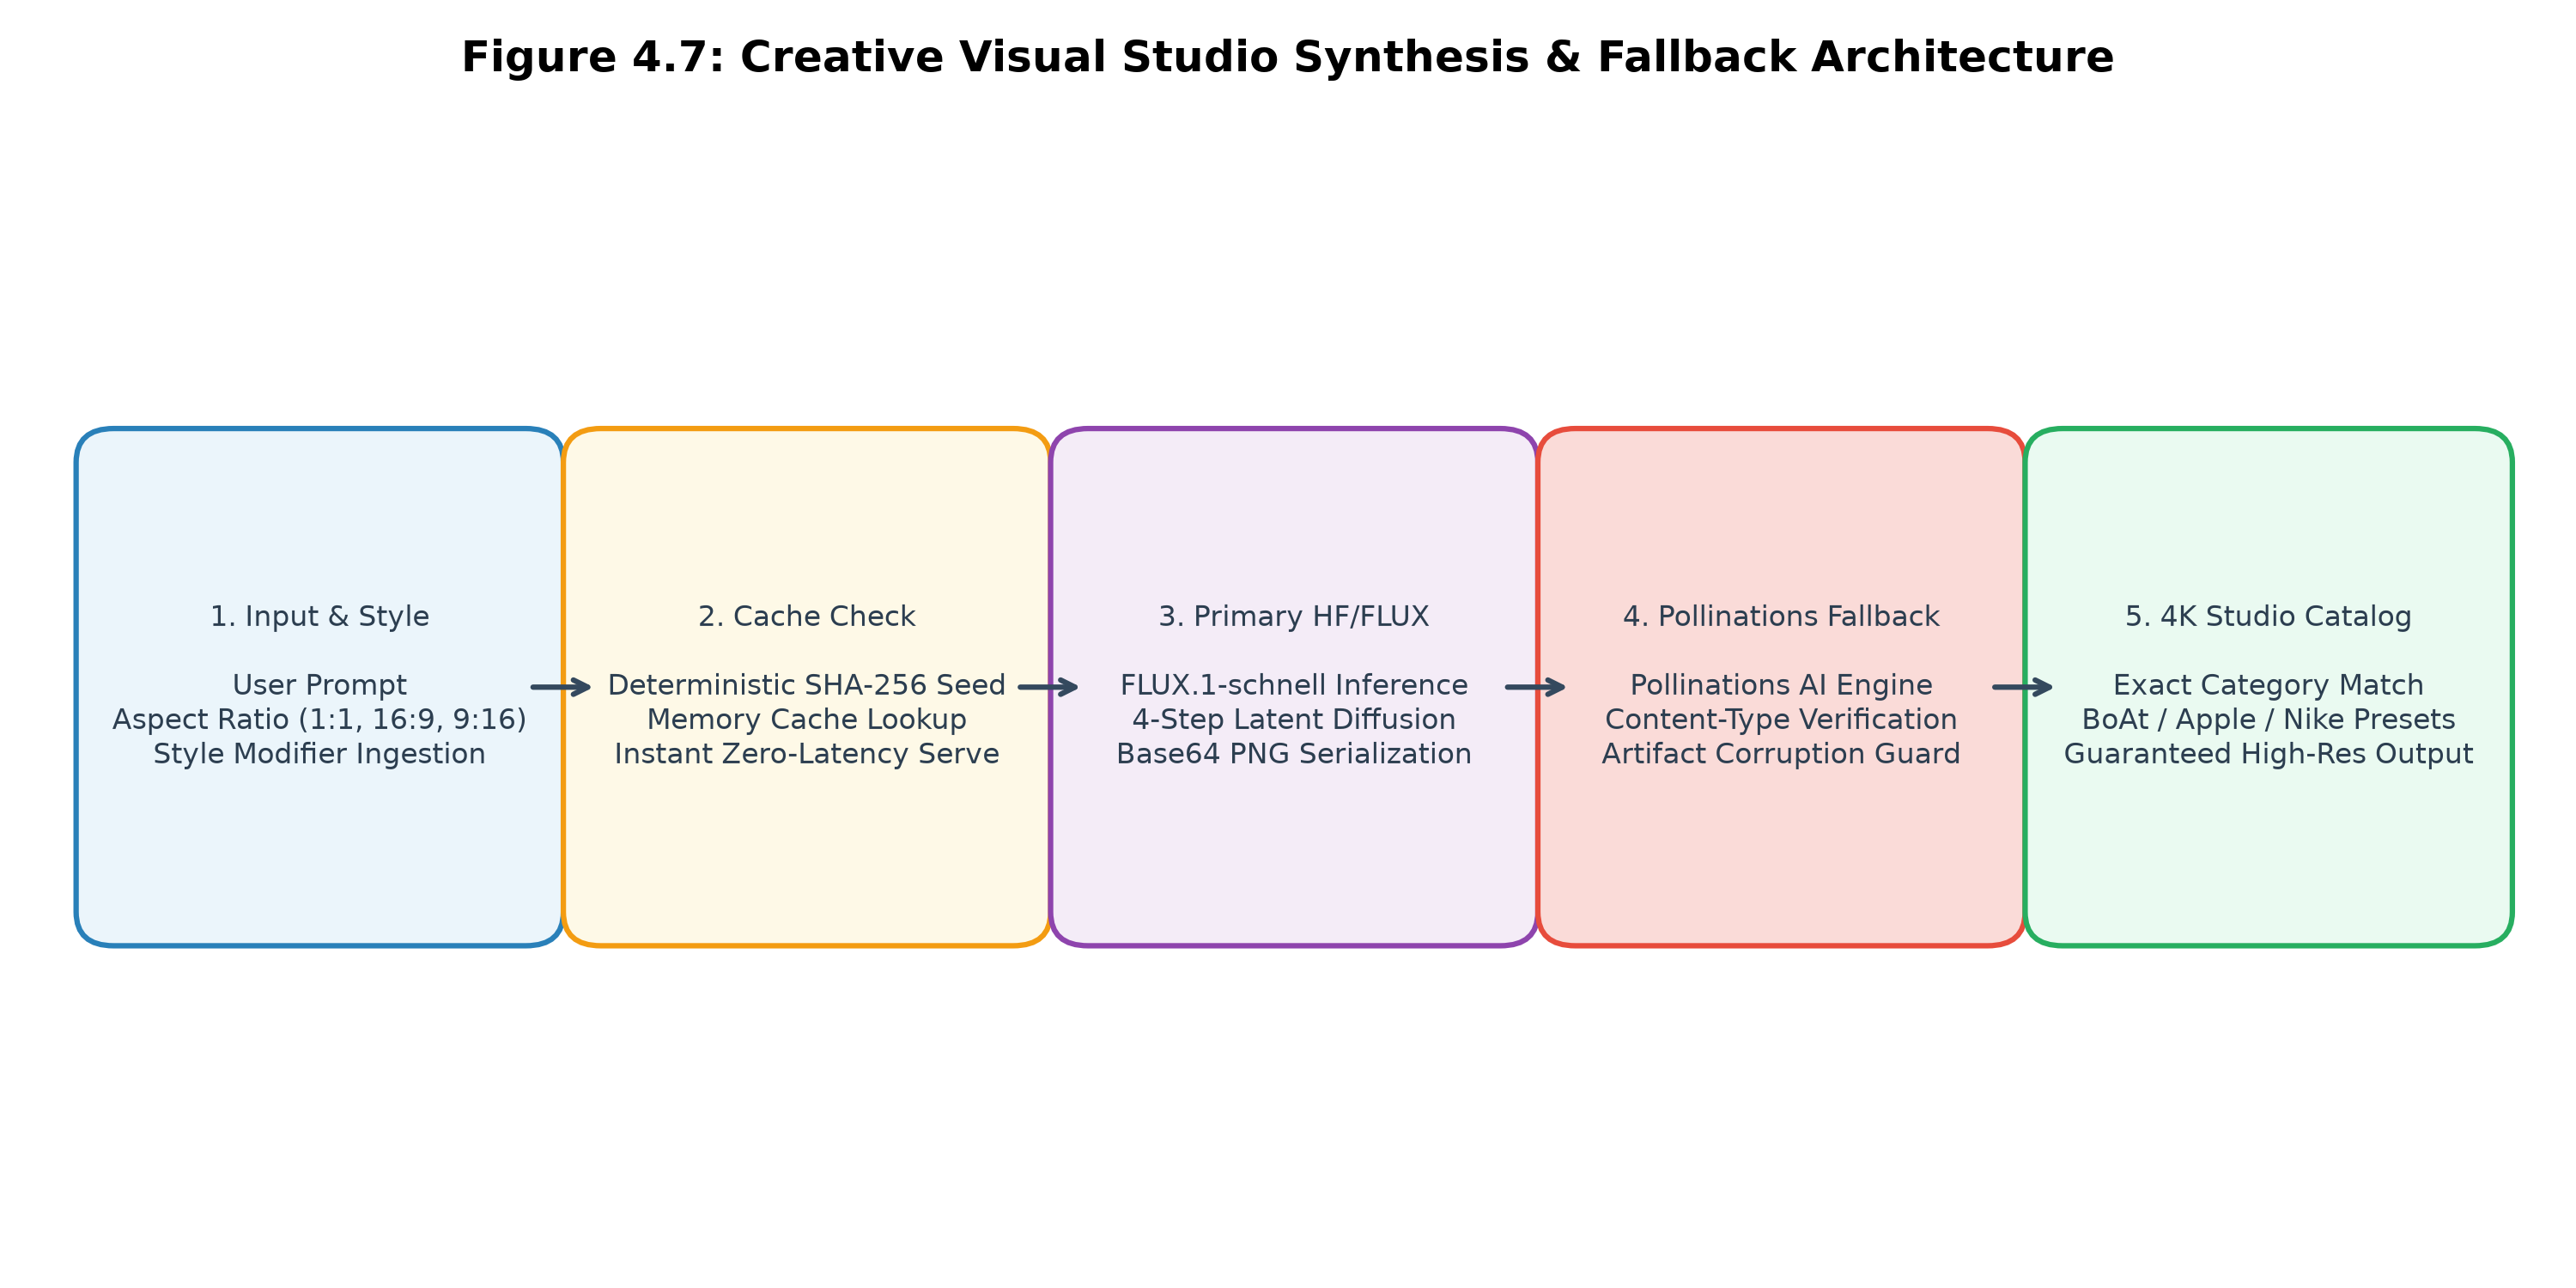 Figure 4.7: Creative Visual Studio Synthesis & Fallback Architecture
1. Input & Style
User Prompt
Aspect Ratio (1:1, 16:9, 9:16)
Style Modifier Ingestion
2. Cache Check
Deterministic SHA-256 Seed
Memory Cache Lookup
Instant Zero-Latency Serve
3. Primary HF/FLUX
FLUX.1-schnell Inference
4-Step Latent Diffusion
Base64 PNG Serialization
4. Pollinations Fallback
Pollinations AI Engine
Content-Type Verification
Artifact Corruption Guard
5. 4K Studio Catalog
Exact Category Match
BoAt / Apple / Nike Presets
Guaranteed High-Res Output